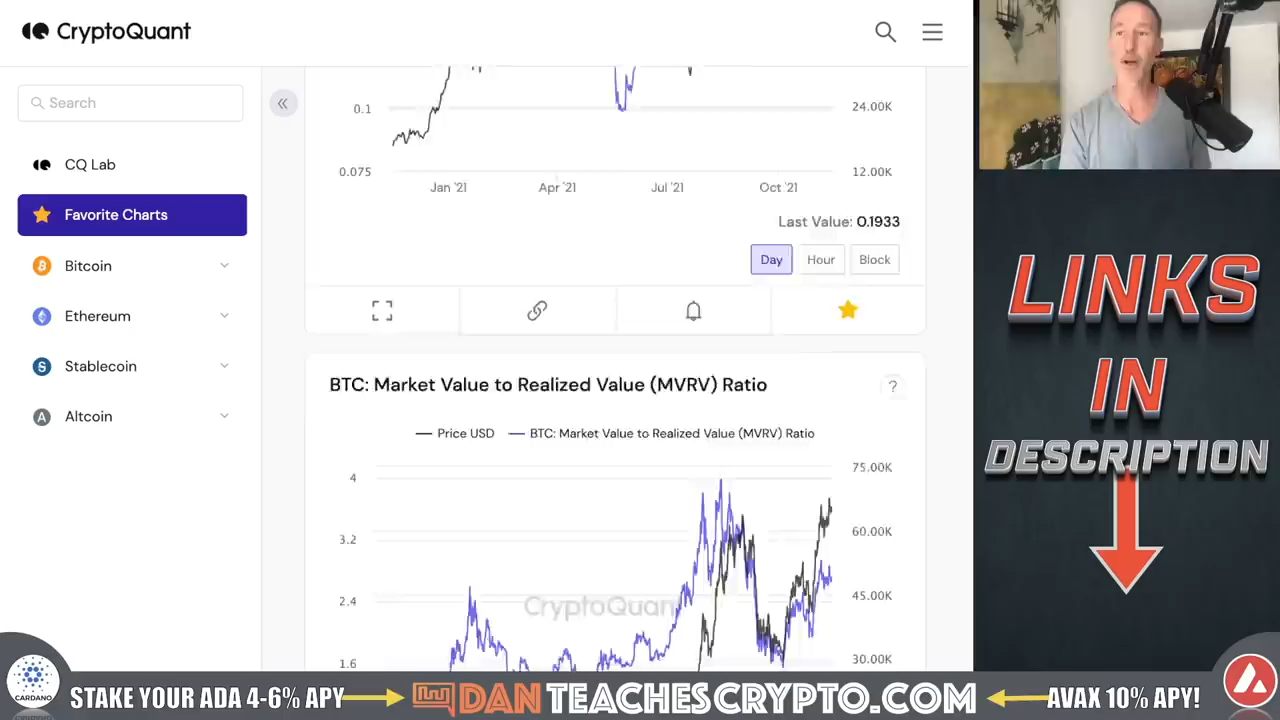 CryptoQuant
Search
CQ Lab
Favorite Charts
Bitcoin
Ethereum
Stablecoin
Altcoin
0.1
24.00K
0.075
12.00K
Jan '21
Apr '21
Jul '21
Oct '21
Last Value: 0.1933
Day
Hour
Block
BTC: Market Value to Realized Value (MVRV) Ratio
?
Price USD
BTC: Market Value to Realized Value (MVRV) Ratio
75.00K
4
3.2
60.00K
2.4
45.00K
CryptoQuant
1.6
30.00K
LINKS
IN
DESCRIPTION
CARDANO
STAKE YOUR ADA 4-6% APY
DANTEACHESCRYPTO.COM
AVAX 10% APY!